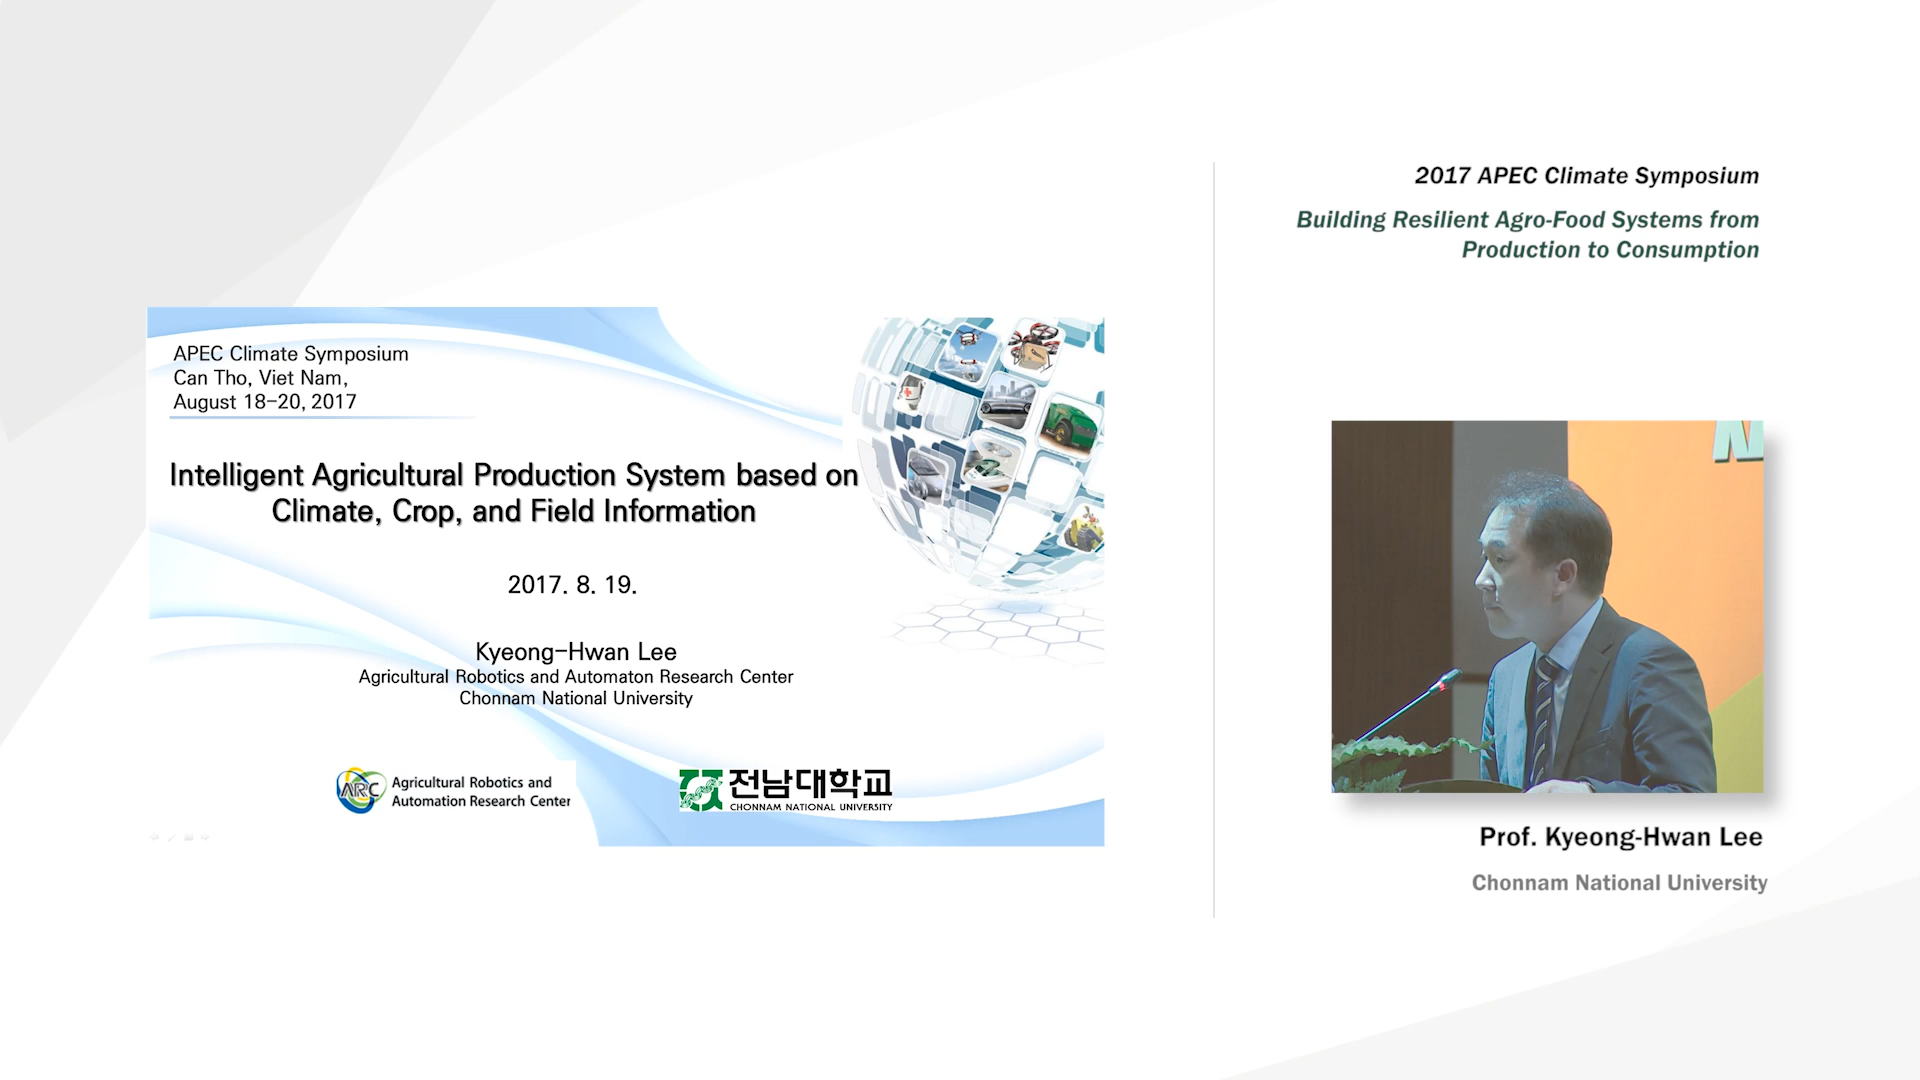 APEC Climate Symposium
Can Tho, Viet Nam,
August 18-20, 2017
Intelligent Agricultural Production System based on
Climate, Crop, and Field Information
2017. 8. 19.
Kyeong-Hwan Lee
Agricultural Robotics and Automaton Research Center
Chonnam National University
ARC
Agricultural Robotics and
Automation Research Center
전남대학교
CHONNAM NATIONAL UNIVERSITY
2017 APEC Climate Symposium
Building Resilient Agro-Food Systems from
Production to Consumption
Prof. Kyeong-Hwan Lee
Chonnam National University